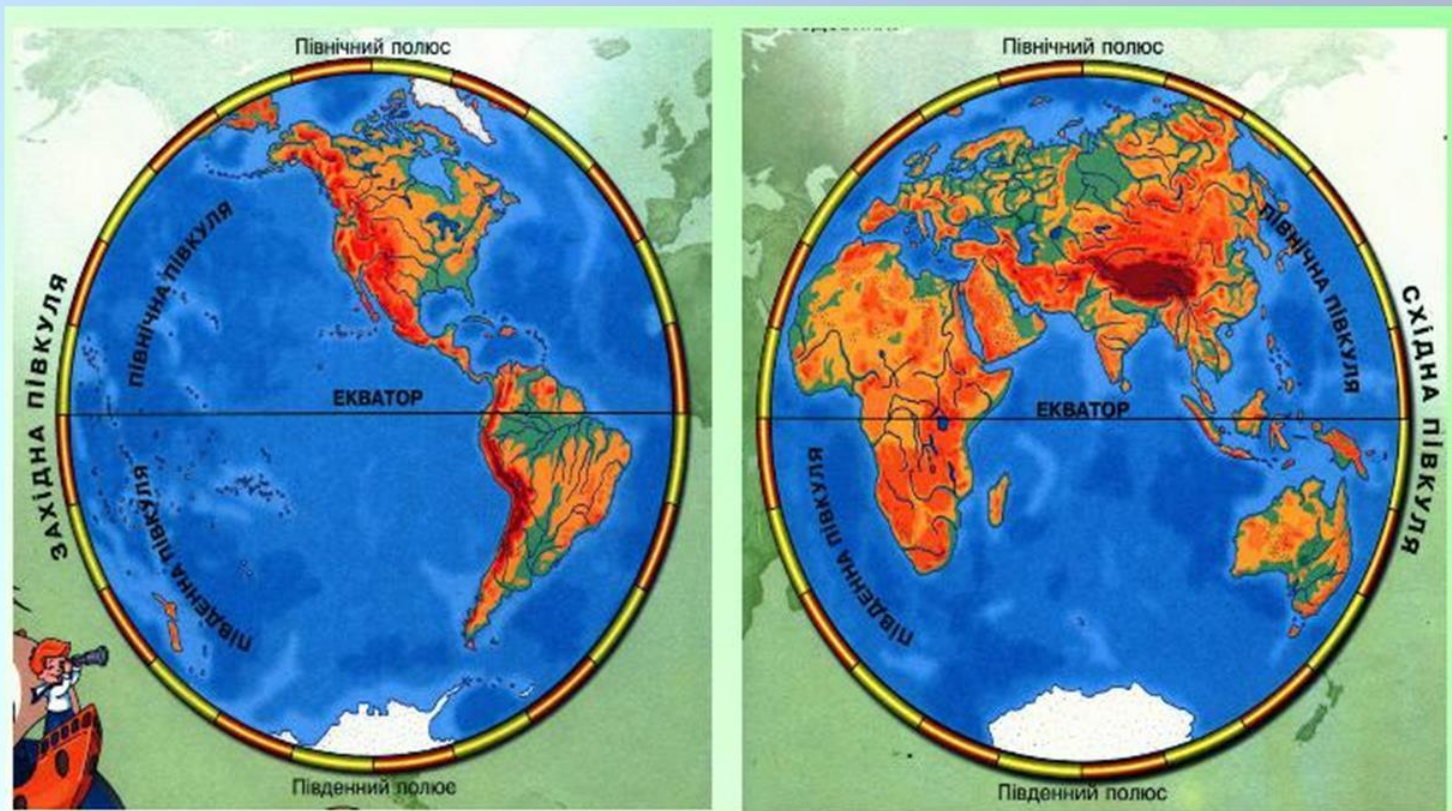 Північний полюс
ЗАХІДНА ПІВКУЛЯ
ПІВНІЧНА ПІВКУЛЯ
ЕКВАТОР
ПІВДЕННА ПІВКУЛЯ
Південний полює
Північний полюс
ПІВНІЧНА ПІВКУЛЯ
СХІДНА ПІВКУЛЯ
ЕКВАТОР
ПІВДЕННА ПІВКУЛЯ
Південний полюс